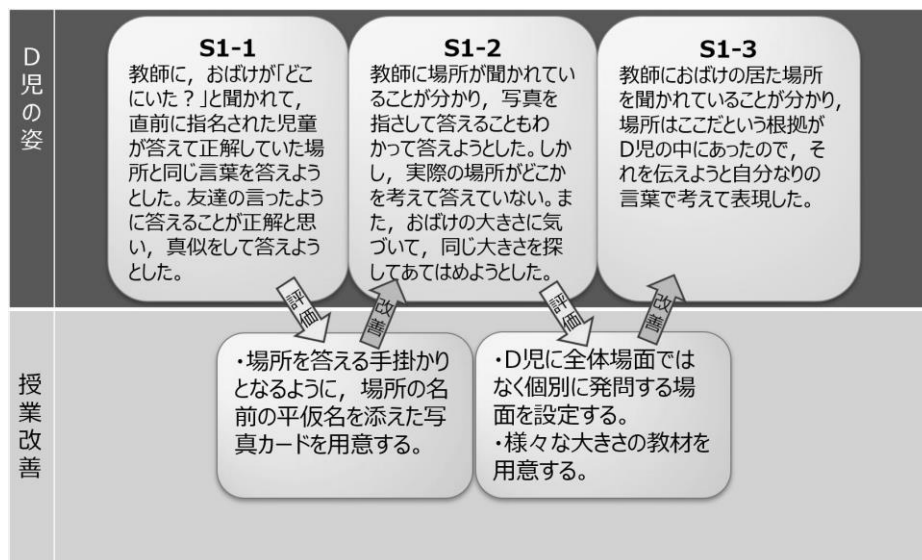 D児の姿
S1-1
教師に，おばけが「どこ
にいた？」と聞かれて，
直前に指名された児童
が答えて正解していた場
所と同じ言葉を答えよう
とした。友達の言ったよう
に答えることが正解と思
い，真似をして答えよう
とした。
S1-2
教師に場所が聞かれてい
ることが分かり，写真を
指さして答えることもわ
かって答えようとした。しか
し，実際の場所がどこか
を考えて答えていない。ま
た，おばけの大きさに気
づいて，同じ大きさを探
してあてはめようとした。
S1-3
教師におばけの居た場所
を聞かれていることが分かり，
場所はここだという根拠が
D児の中にあったので，そ
れを伝えようと自分なりの
言葉で考えて表現した。
評価
改善
評価
改善
授業改善
・場所を答える手掛かり
となるように，場所の名
前の平仮名を添えた写
真カードを用意する。
・D児に全体場面では
なく個別に発問する場
面を設定する。
・様々な大きさの教材を
用意する。